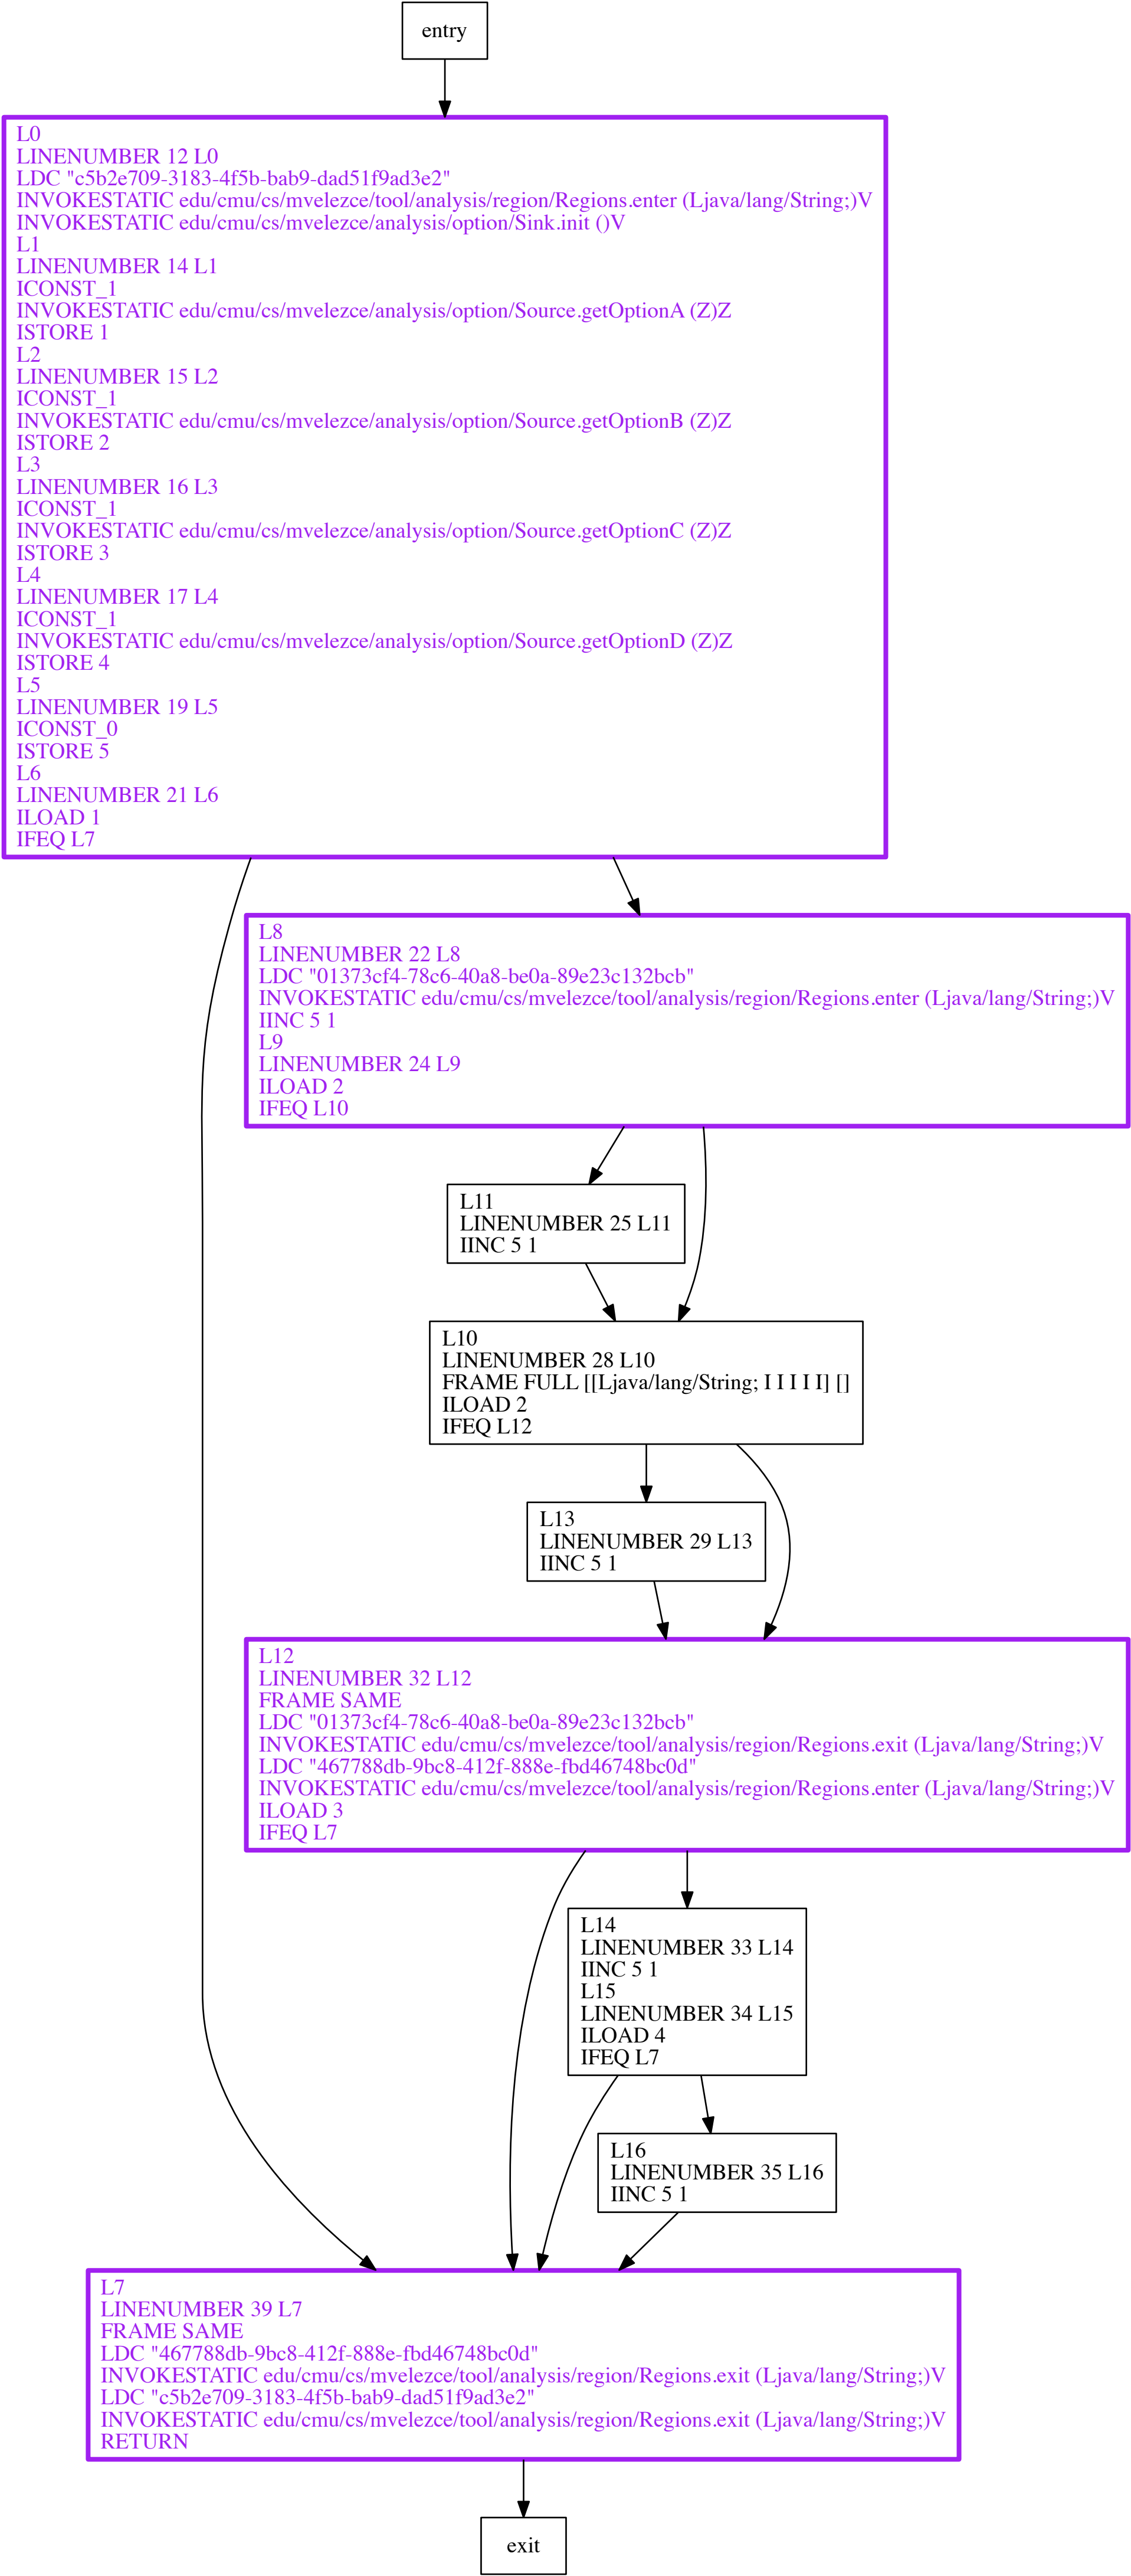 entry
L0
LINENUMBER 12 L0
LDC "c5b2e709-3183-4f5b-bab9-dad51f9ad3e2"
INVOKESTATIC edu/cmu/cs/mvelezce/tool/analysis/region/Regions.enter (Ljava/lang/String;)V
INVOKESTATIC edu/cmu/cs/mvelezce/analysis/option/Sink.init ()V
L1
LINENUMBER 14 L1
ICONST_1
INVOKESTATIC edu/cmu/cs/mvelezce/analysis/option/Source.getOptionA (Z)Z
ISTORE 1
L2
LINENUMBER 15 L2
ICONST_1
INVOKESTATIC edu/cmu/cs/mvelezce/analysis/option/Source.getOptionB (Z)Z
ISTORE 2
L3
LINENUMBER 16 L3
ICONST_1
INVOKESTATIC edu/cmu/cs/mvelezce/analysis/option/Source.getOptionC (Z)Z
ISTORE 3
L4
LINENUMBER 17 L4
ICONST_1
INVOKESTATIC edu/cmu/cs/mvelezce/analysis/option/Source.getOptionD (Z)Z
ISTORE 4
L5
LINENUMBER 19 L5
ICONST_0
ISTORE 5
L6
LINENUMBER 21 L6
ILOAD 1
IFEQ L7
L8
LINENUMBER 22 L8
LDC "01373cf4-78c6-40a8-be0a-89e23c132bcb"
INVOKESTATIC edu/cmu/cs/mvelezce/tool/analysis/region/Regions.enter (Ljava/lang/String;)V
IINC 5 1
L9
LINENUMBER 24 L9
ILOAD 2
IFEQ L10
L11
LINENUMBER 25 L11
IINC 5 1
L10
LINENUMBER 28 L10
FRAME FULL [[Ljava/lang/String; I I I I I] []
ILOAD 2
IFEQ L12
L13
LINENUMBER 29 L13
IINC 5 1
L12
LINENUMBER 32 L12
FRAME SAME
LDC "01373cf4-78c6-40a8-be0a-89e23c132bcb"
INVOKESTATIC edu/cmu/cs/mvelezce/tool/analysis/region/Regions.exit (Ljava/lang/String;)V
LDC "467788db-9bc8-412f-888e-fbd46748bc0d"
INVOKESTATIC edu/cmu/cs/mvelezce/tool/analysis/region/Regions.enter (Ljava/lang/String;)V
ILOAD 3
IFEQ L7
L14
LINENUMBER 33 L14
IINC 5 1
L15
LINENUMBER 34 L15
ILOAD 4
IFEQ L7
L16
LINENUMBER 35 L16
IINC 5 1
L7
LINENUMBER 39 L7
FRAME SAME
LDC "467788db-9bc8-412f-888e-fbd46748bc0d"
INVOKESTATIC edu/cmu/cs/mvelezce/tool/analysis/region/Regions.exit (Ljava/lang/String;)V
LDC "c5b2e709-3183-4f5b-bab9-dad51f9ad3e2"
INVOKESTATIC edu/cmu/cs/mvelezce/tool/analysis/region/Regions.exit (Ljava/lang/String;)V
RETURN
exit